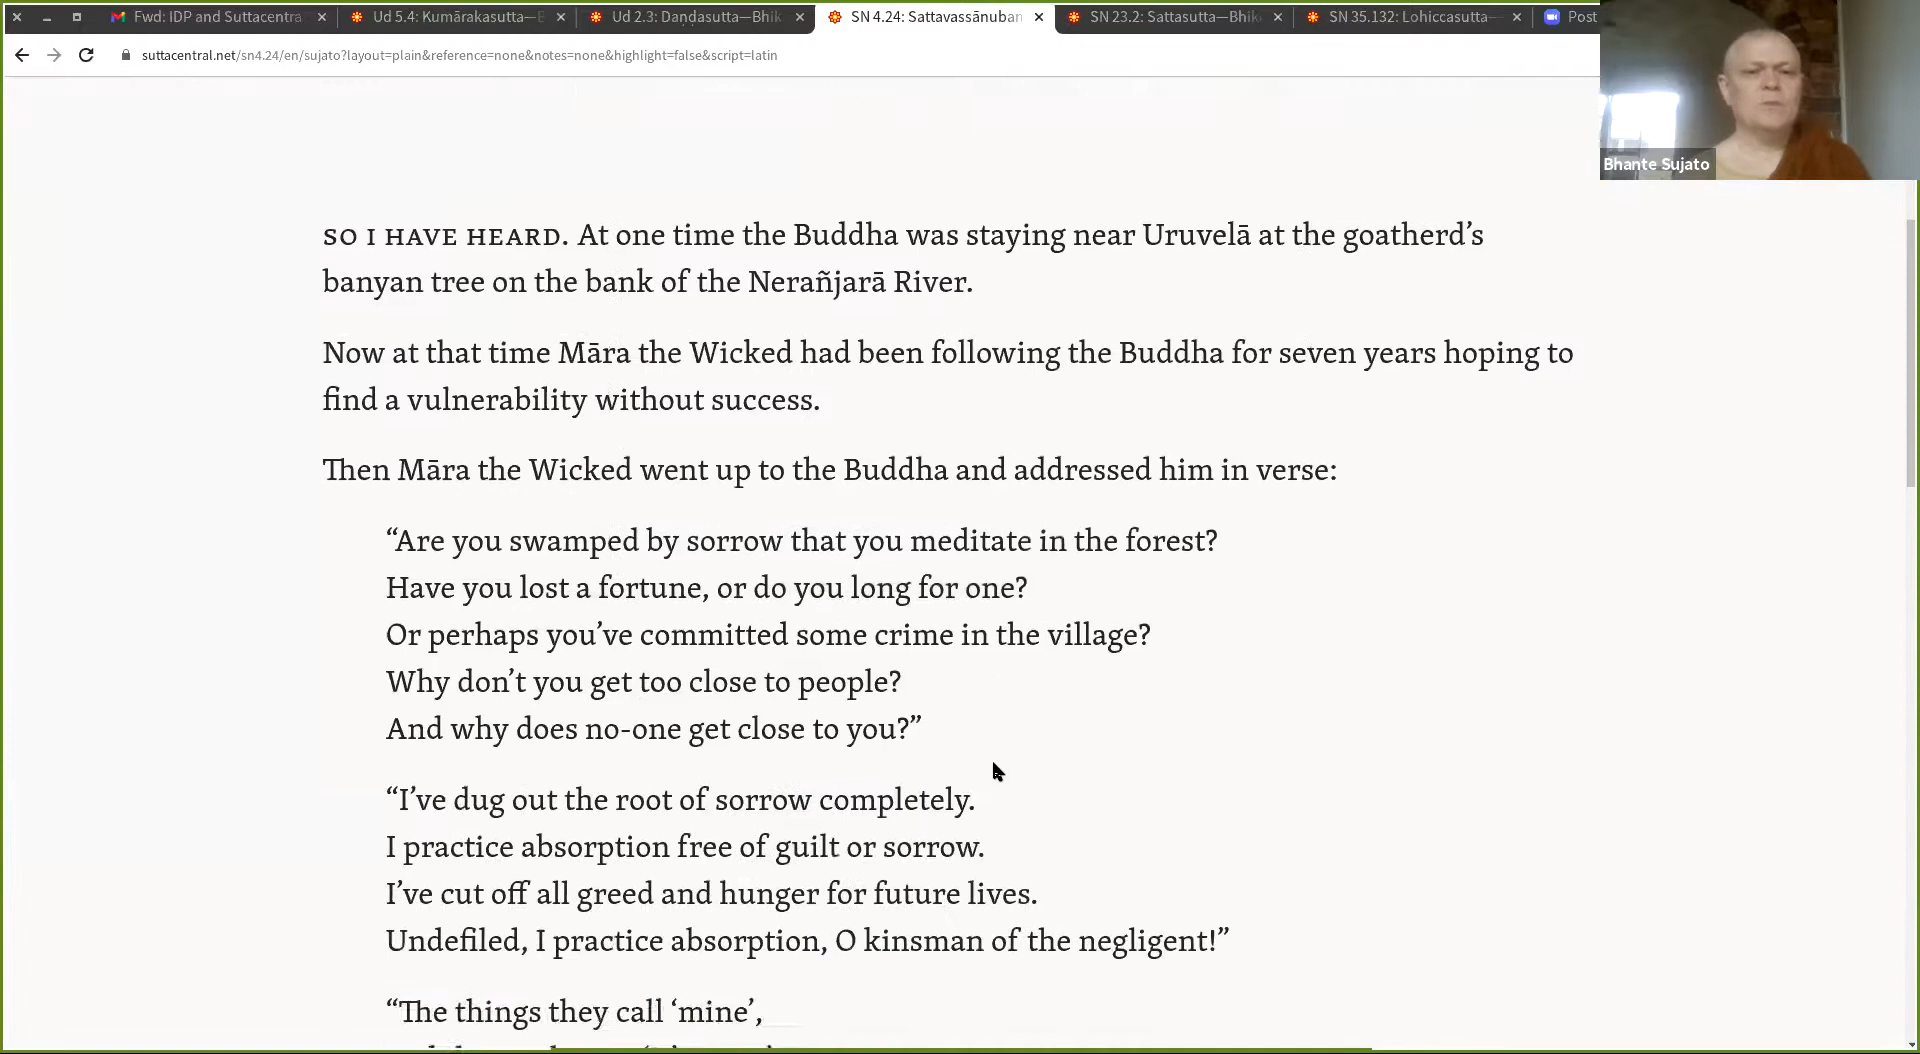 Fwd: IDP and Suttacentra
Ud 5.4: Kumārakasutta—B
Ud 2.3: Daṇḍasutta—Bhik
SN 4.24: Sattavassānuban
SN 23.2: Sattasutta—Bhik
SN 35.132: Lohiccasutta—
Post
suttacentral.net/sn4.24/en/sujato?layout=plain&reference=none&notes=none&highlight=false&script=latin
Bhante Sujato
SO I HAVE HEARD. At one time the Buddha was staying near Uruvelā at the goatherd’s
banyan tree on the bank of the Nerañjarā River.
Now at that time Māra the Wicked had been following the Buddha for seven years hoping to
find a vulnerability without success.
Then Māra the Wicked went up to the Buddha and addressed him in verse:
“Are you swamped by sorrow that you meditate in the forest?
Have you lost a fortune, or do you long for one?
Or perhaps you’ve committed some crime in the village?
Why don’t you get too close to people?
And why does no-one get close to you?”
“I’ve dug out the root of sorrow completely.
I practice absorption free of guilt or sorrow.
I’ve cut off all greed and hunger for future lives.
Undefiled, I practice absorption, O kinsman of the negligent!”
“The things they call ‘mine’,